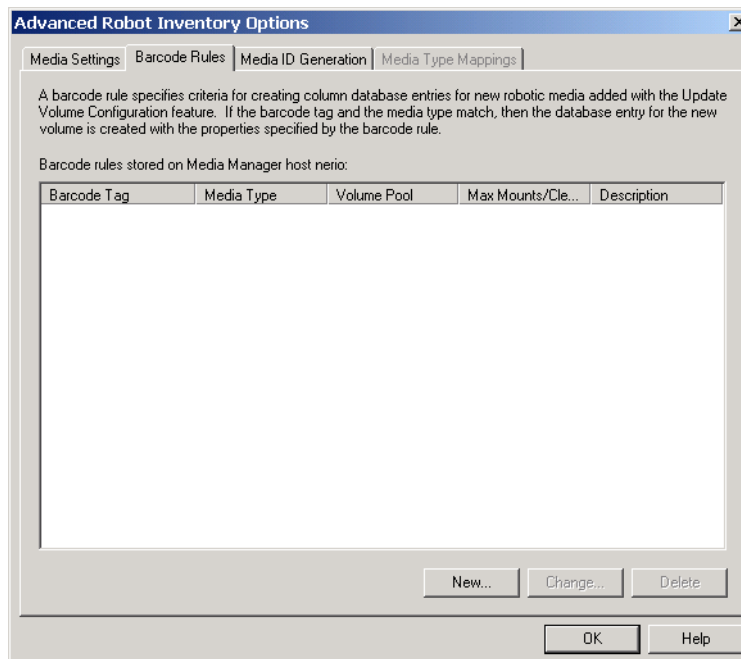 Advanced Robot Inventory Options
Media Settings Barcode Rules Media ID Generation Media Type Mappings
A barcode rule specifies criteria for creating column database entries for new robotic media added with the Update
Volume Configuration feature. If the barcode tag and the media type match, then the database entry for the new
volume is created with the properties specified by the barcode rule.
Barcode rules stored on Media Manager host nerio:
Barcode Tag Media Type Volume Pool Max Mounts/Cle... Description
New... Change... Delete
OK Help